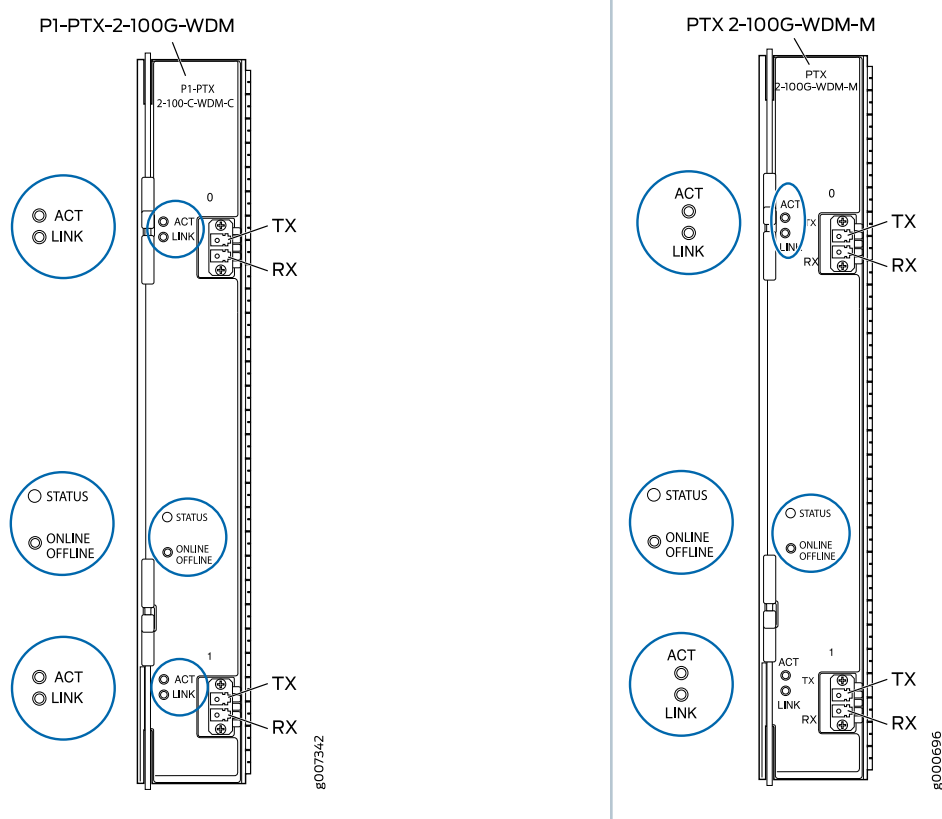 P1-PTX-2-100G-WDM
P1-PTX
2-100-C-WDM-C
0
ACT
LINK
ACT
LINK
TX
RX
STATUS
ONLINE
OFFLINE
STATUS
ONLINE
OFFLINE
1
ACT
LINK
ACT
LINK
TX
RX
g007342
PTX 2-100G-WDM-M
PTX
2-100G-WDM-M
0
ACT
LINK
ACT
LINK
TX
RX
TX
RX
STATUS
ONLINE
OFFLINE
STATUS
ONLINE
OFFLINE
1
ACT
LINK
ACT
LINK
TX
RX
TX
RX
g000696